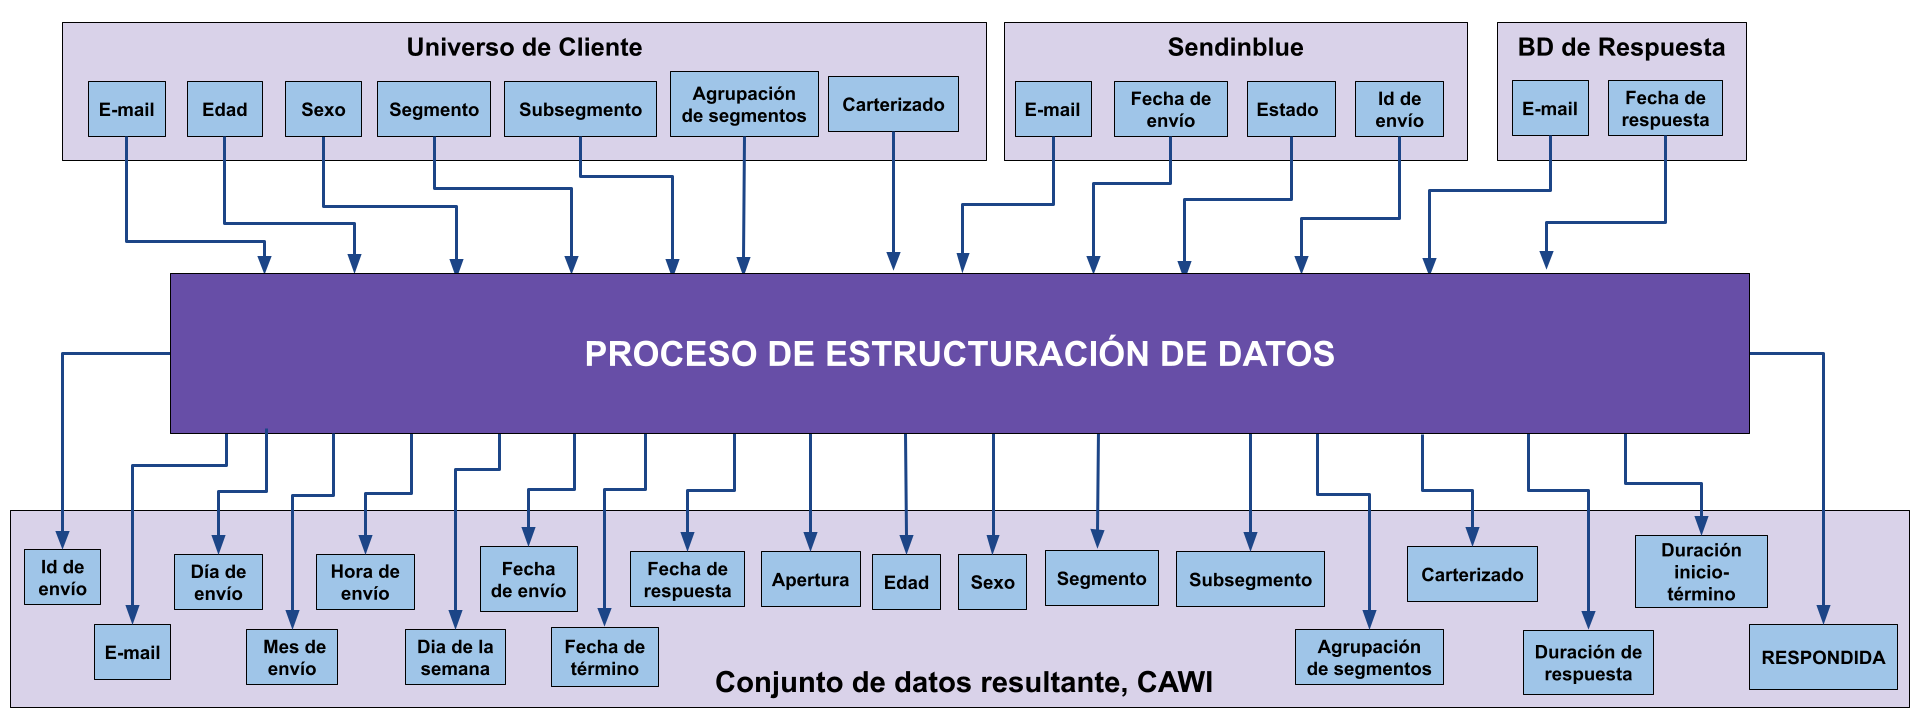 Universo de Cliente
E-mail
Edad
Sexo
Segmento
Subsegmento
Agrupación
de segmentos
Carterizado
Sendinblue
E-mail
Fecha de
envío
Estado
Id de
envío
BD de Respuesta
E-mail
Fecha de
respuesta
PROCESO DE ESTRUCTURACIÓN DE DATOS
Id de
envío
E-mail
Día de
envío
Mes de
envío
Hora de
envío
Dia de la
semana
Fecha
de envío
Fecha de
término
Fecha de
respuesta
Apertura
Edad
Sexo
Segmento
Subsegmento
Agrupación
de segmentos
Carterizado
Duración de
respuesta
Duración
inicio-
término
RESPONDIDA
Conjunto de datos resultante, CAWI